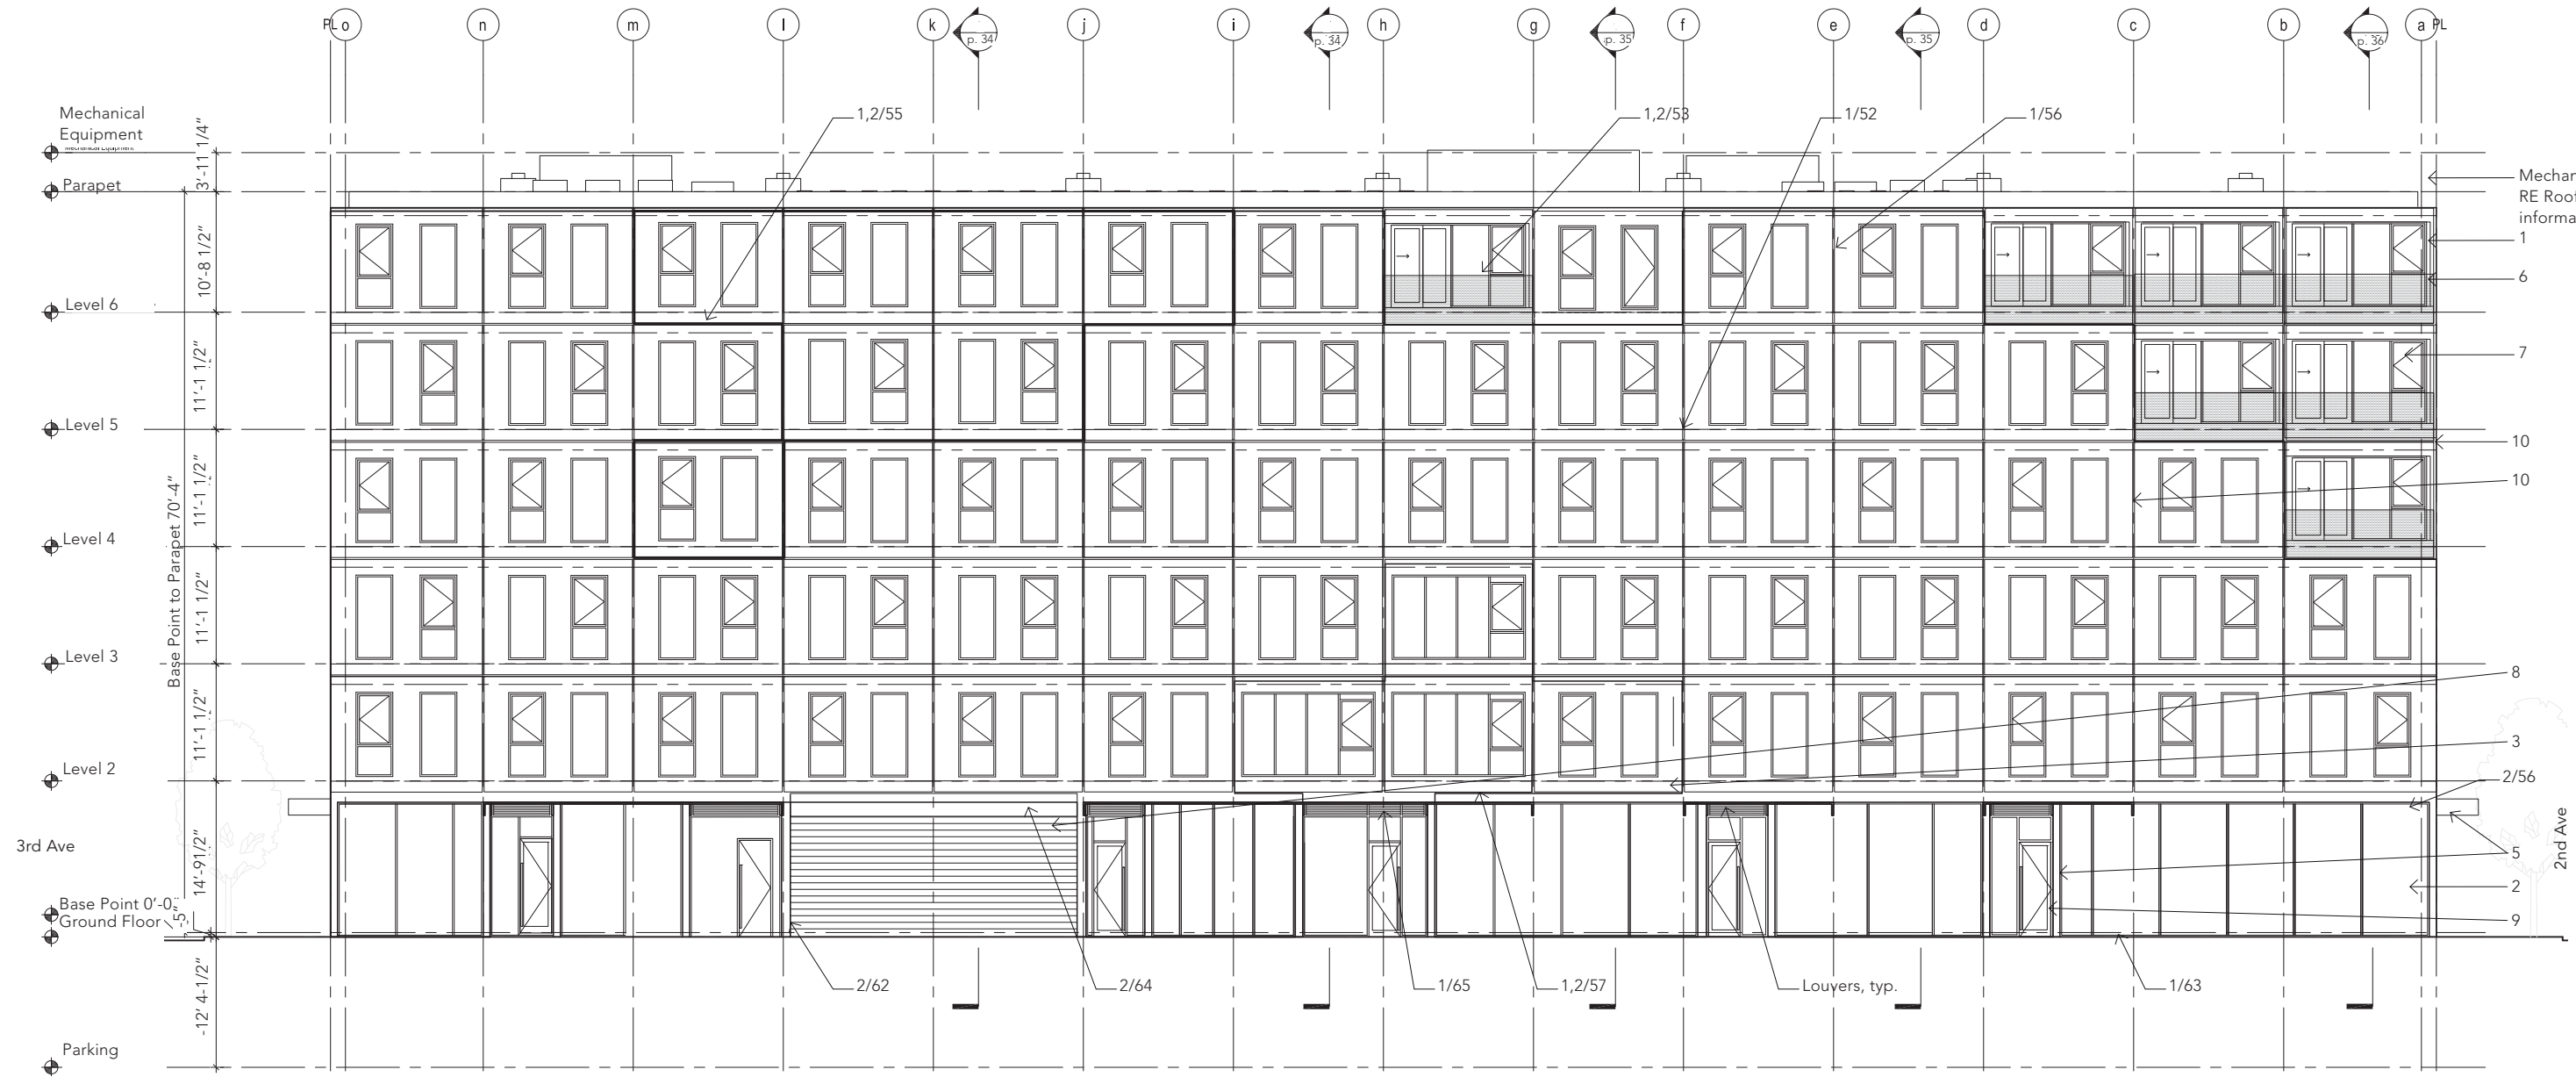 PL o n m l k p. 34 j i p. 34 h g p. 35 f e p. 35 d c b p. 36 a PL
Mechanical
Equipment
Mechanical Equipment
3'-11 1/4"
1,2/55
1,2/53
1/52
1/56
Parapet
Mechan
RE Roof
informa
10'-8 1/2"
1
6
Level 6
11'-1 1/2"
7
Level 5
10
11'-1 1/2"
10
Base Point to Parapet 70'-4"
Level 4
11'-1 1/2"
Level 3
8
11'-1 1/2"
3
Level 2
2/56
3rd Ave
14'-91/2"
2nd Ave
5
2
Base Point 0'-0"
Ground Floor
-5"
9
2/62
2/64
1/65
1,2/57
Louvers, typ.
1/63
-12' 4-1/2"
Parking